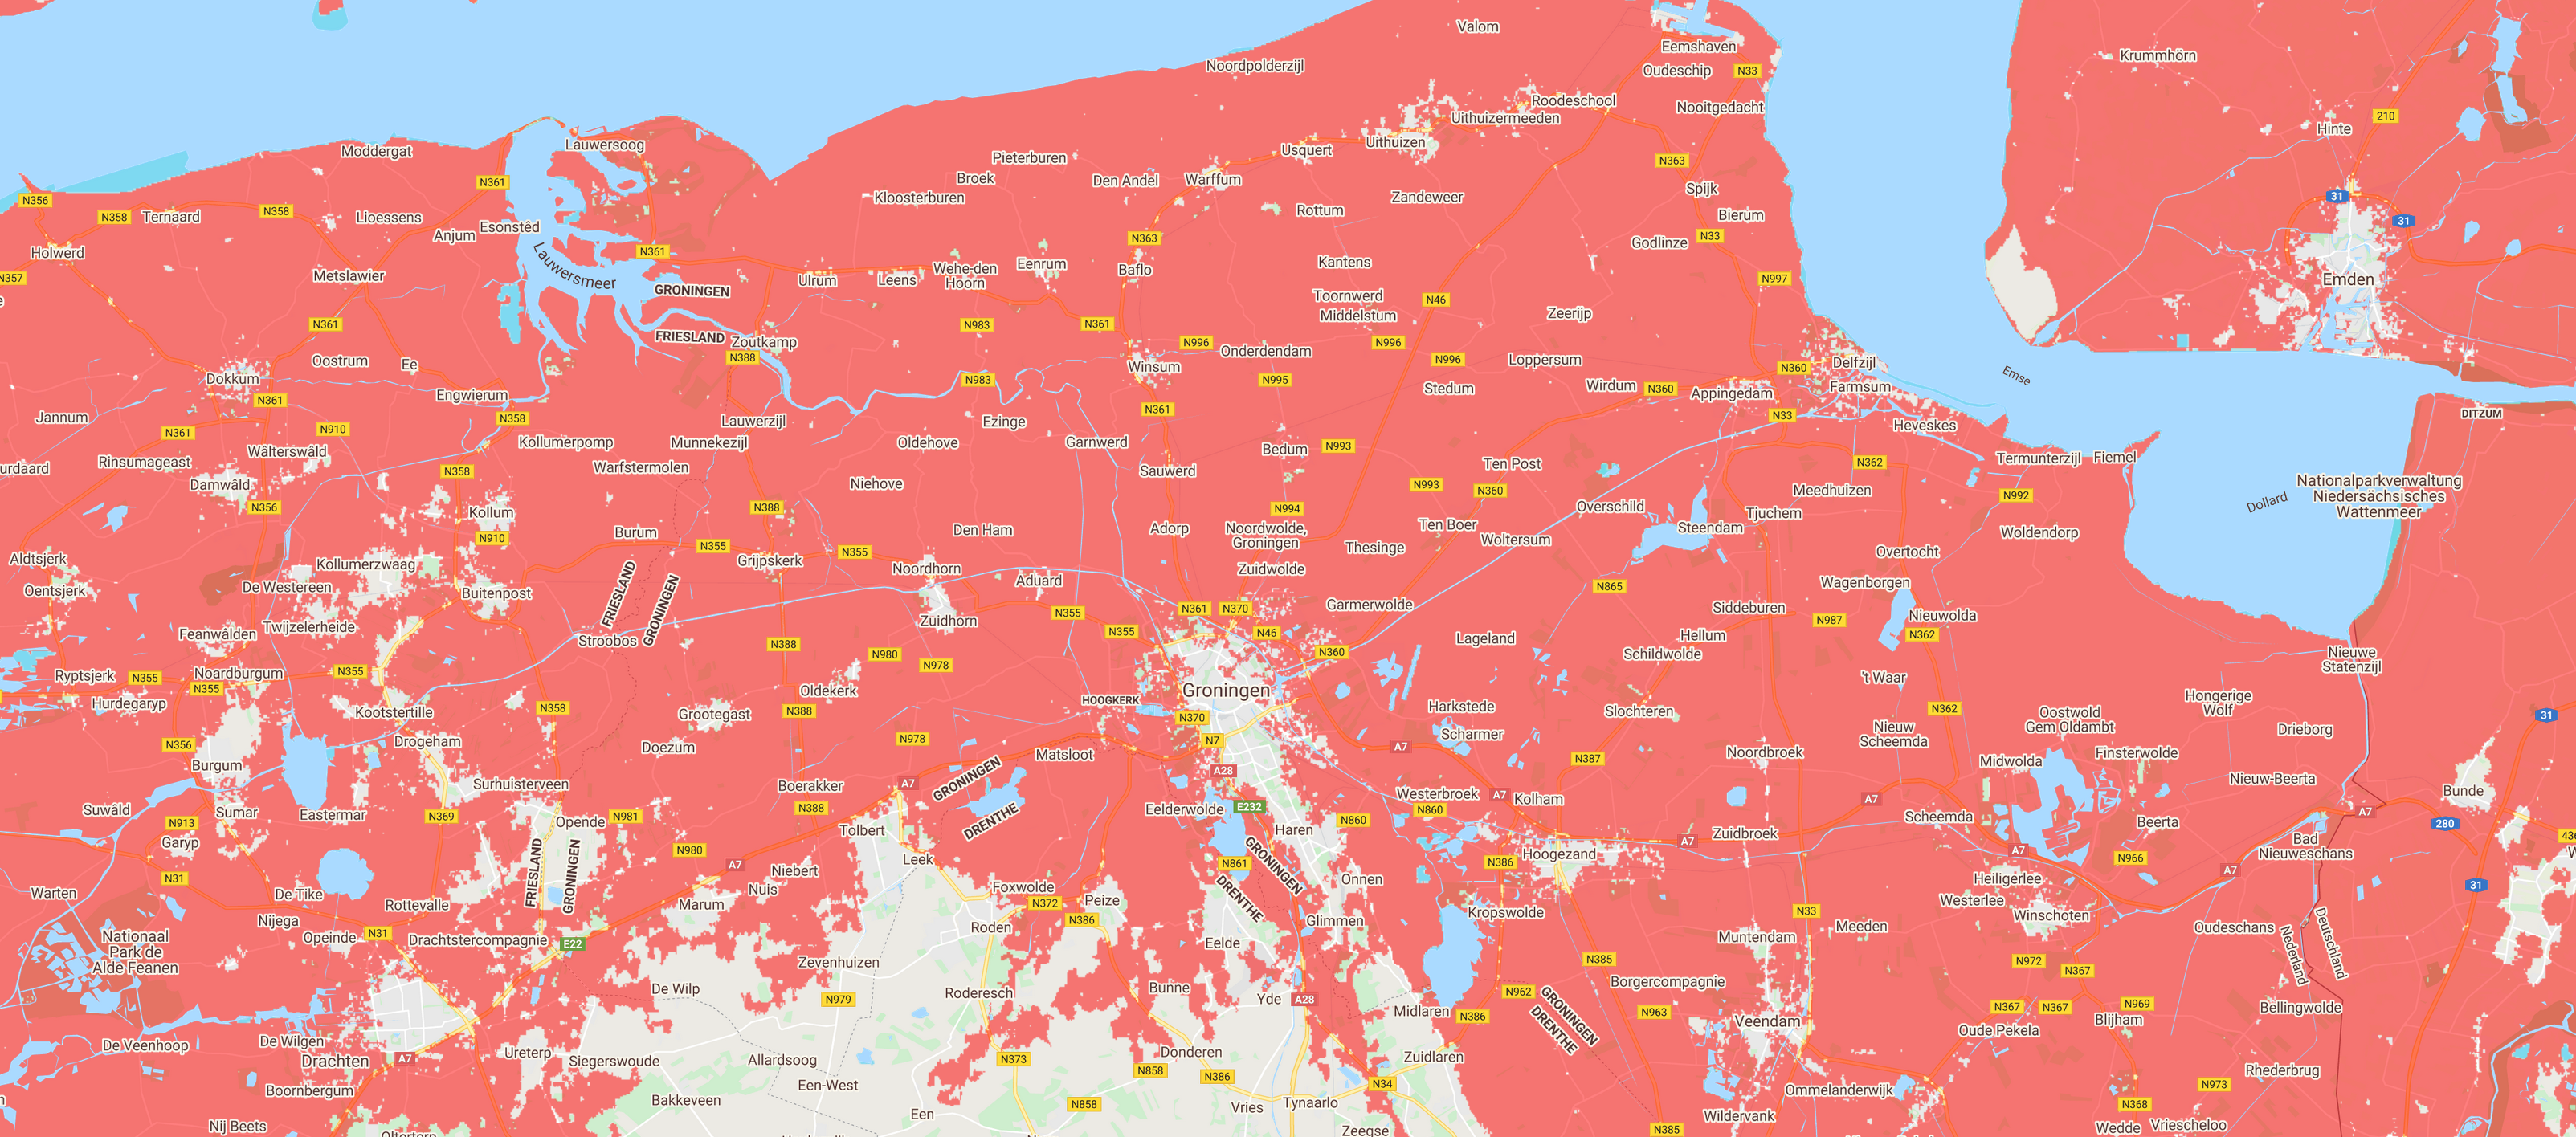 Valom
Eemshaven
Krummhörn
Noordpolderzijl
Oudeschip
N33
Roodeschool
Nooitgedacht
210
Uithuizermeeden
Hinte
Lauwersoog
Uithuizen
Moddergat
Usquert
Pieterburen
N363
Broek
Den Andel
Warffum
N361
Spijk
31
N356
Kloosterburen
Zandeweer
N358
Ternaard
N358
Lioessens
Rottum
Bierum
31
Esonstêd
Anjum
N363
Godlinze
N33
Holwerd
Lauwersmeer
N361
Kantens
N357
Metslawier
Ulrum
Leens
Wehe-den
Hoorn
Eenrum
Baflo
N997
Emden
GRONINGEN
Toornwerd
N46
Middelstum
Zeerijp
N361
N983
N361
FRIESLAND
Zoutkamp
N996
N996
Onderdendam
N388
Oostrum
Ee
N996
Loppersum
Delfzijl
Winsum
N360
Emse
Dokkum
N983
N995
Stedum
Wirdum
N360
Appingedam
Farmsum
Engwierum
N361
Jannum
N358
N361
N33
DITZUM
Lauwerzijl
Ezinge
Heveskes
N361
N910
Kollumerpomp
Munnekezijl
Oldehove
Garnwerd
Bedum
N993
Wâlterswâld
Rinsumageast
urdaard
N358
Warfstermolen
Sauwerd
Ten Post
N362
Termunterzijl
Fiemel
Damwâld
Niehove
N993
N360
Meedhuizen
N992
Nationalparkverwaltung
Niedersächsisches
Wattenmeer
Dollard
N356
Kollum
N388
N994
Overschild
Tjuchem
Burum
Den Ham
Adorp
Noordwolde,
Groningen
Ten Boer
Steendam
Woldendorp
N910
N355
N355
Thesinge
Woltersum
Overtocht
Aldtsjerk
Kollumerzwaag
Grijpskerk
Noordhorn
Zuidwolde
Aduard
Oentsjerk
De Westereen
Buitenpost
N865
Wagenborgen
FRIESLAND
GRONINGEN
N355
N361
N370
Garmerwolde
Siddeburen
Nieuwolda
Twijzelerheide
Zuidhorn
N987
Feanwâlden
Stroobos
N355
N46
Lageland
Hellum
N362
N388
N980
N978
N360
Schildwolde
Nieuwe
Statenzijl
Ryptsjerk
N355
Noardburgum
N355
N355
't Waar
Hurdegaryp
Oldekerk
Groningen
Hongerige
Wolf
Kootstertille
N358
Grootegast
N388
HOOGKERK
N370
Harkstede
Slochteren
N362
Oostwold
Gem Oldambt
31
N356
Drogeham
Doezum
N978
N7
Matsloot
Scharmer
A7
Noordbroek
Nieuw
Scheemda
Drieborg
Finsterwolde
Burgum
N387
Midwolda
Surhuisterveen
Boerakker
A7
GRONINGEN
A28
Nieuw-Beerta
Bunde
Suwâld
Sumar
Eastermar
N369
N388
DRENTHE
Eelderwolde
E232
Westerbroek
N860
A7
Kolham
A7
A7
N913
Opende
N981
Tolbert
Haren
N860
Scheemda
Beerta
280
Garyp
FRIESLAND
GRONINGEN
N980
A7
Leek
N861
GRONINGEN
DRENTHE
N386
Hoogezand
A7
Zuidbroek
A7
N966
Bad
Nieuweschans
436
N31
Niebert
Nuis
Foxwolde
Onnen
Heiligerlee
A7
31
Warten
De Tike
Rottevalle
Marum
N372
Peize
Westerlee
Nijega
N386
Kropswolde
N33
Winschoten
Roden
Glimmen
Nationaal
Park de
Alde Feanen
Opeinde
N31
Drachtstercompagnie
E22
Eelde
Muntendam
Meeden
Oudeschans
Nederland
Deutschland
Zevenhuizen
N385
N972
N367
De Wilp
N979
Roderesch
Bunne
Yde
A28
N962
Borgercompagnie
GRONINGEN
DRENTHE
Midlaren
N386
N963
Veendam
N367
N367
N969
Bellingwolde
Blijham
Oude Pekela
De Veenhoop
De Wilgen
Drachten
A7
Ureterp
Siegerswoude
Allardsoog
N373
Donderen
N858
N386
Zuidlaren
N34
Rhederbrug
Boornbergum
Een-West
Ommelanderwijk
N973
Bakkeveen
Een
N858
Vries
Tynaarlo
Wildervank
N368
Nij Beets
Zeegse
N385
Wedde
Vriescheloo